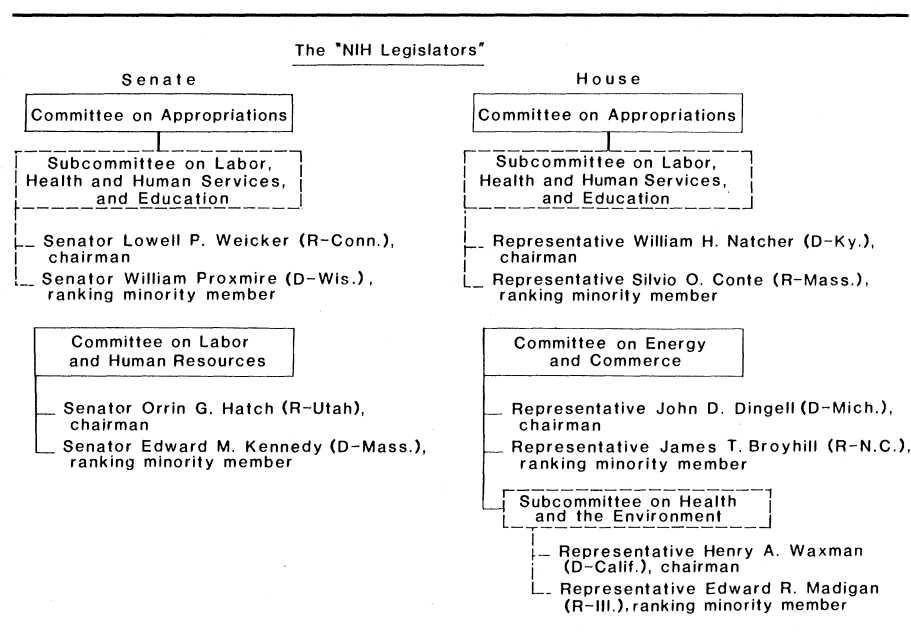 The "NIH Legislators"
Senate
Committee on Appropriations
Subcommittee on Labor,
Health and Human Services,
and Education
Senator Lowell P. Weicker (R-Conn.),
chairman
Senator William Proxmire (D-Wis.),
ranking minority member
Committee on Labor
and Human Resources
Senator Orrin G. Hatch (R-Utah),
chairman
Senator Edward M. Kennedy (D-Mass.),
ranking minority member
House
Committee on Appropriations
Subcommittee on Labor,
Health and Human Services,
and Education
Representative William H. Natcher (D-Ky.),
chairman
Representative Silvio O. Conte (R-Mass.),
ranking minority member
Committee on Energy
and Commerce
Representative John D. Dingell (D-Mich.),
chairman
Representative James T. Broyhill (R-N.C.),
ranking minority member
Subcommittee on Health
and the Environment
Representative Henry A. Waxman
(D-Calif.), chairman
Representative Edward R. Madigan
(R-Ill.), ranking minority member